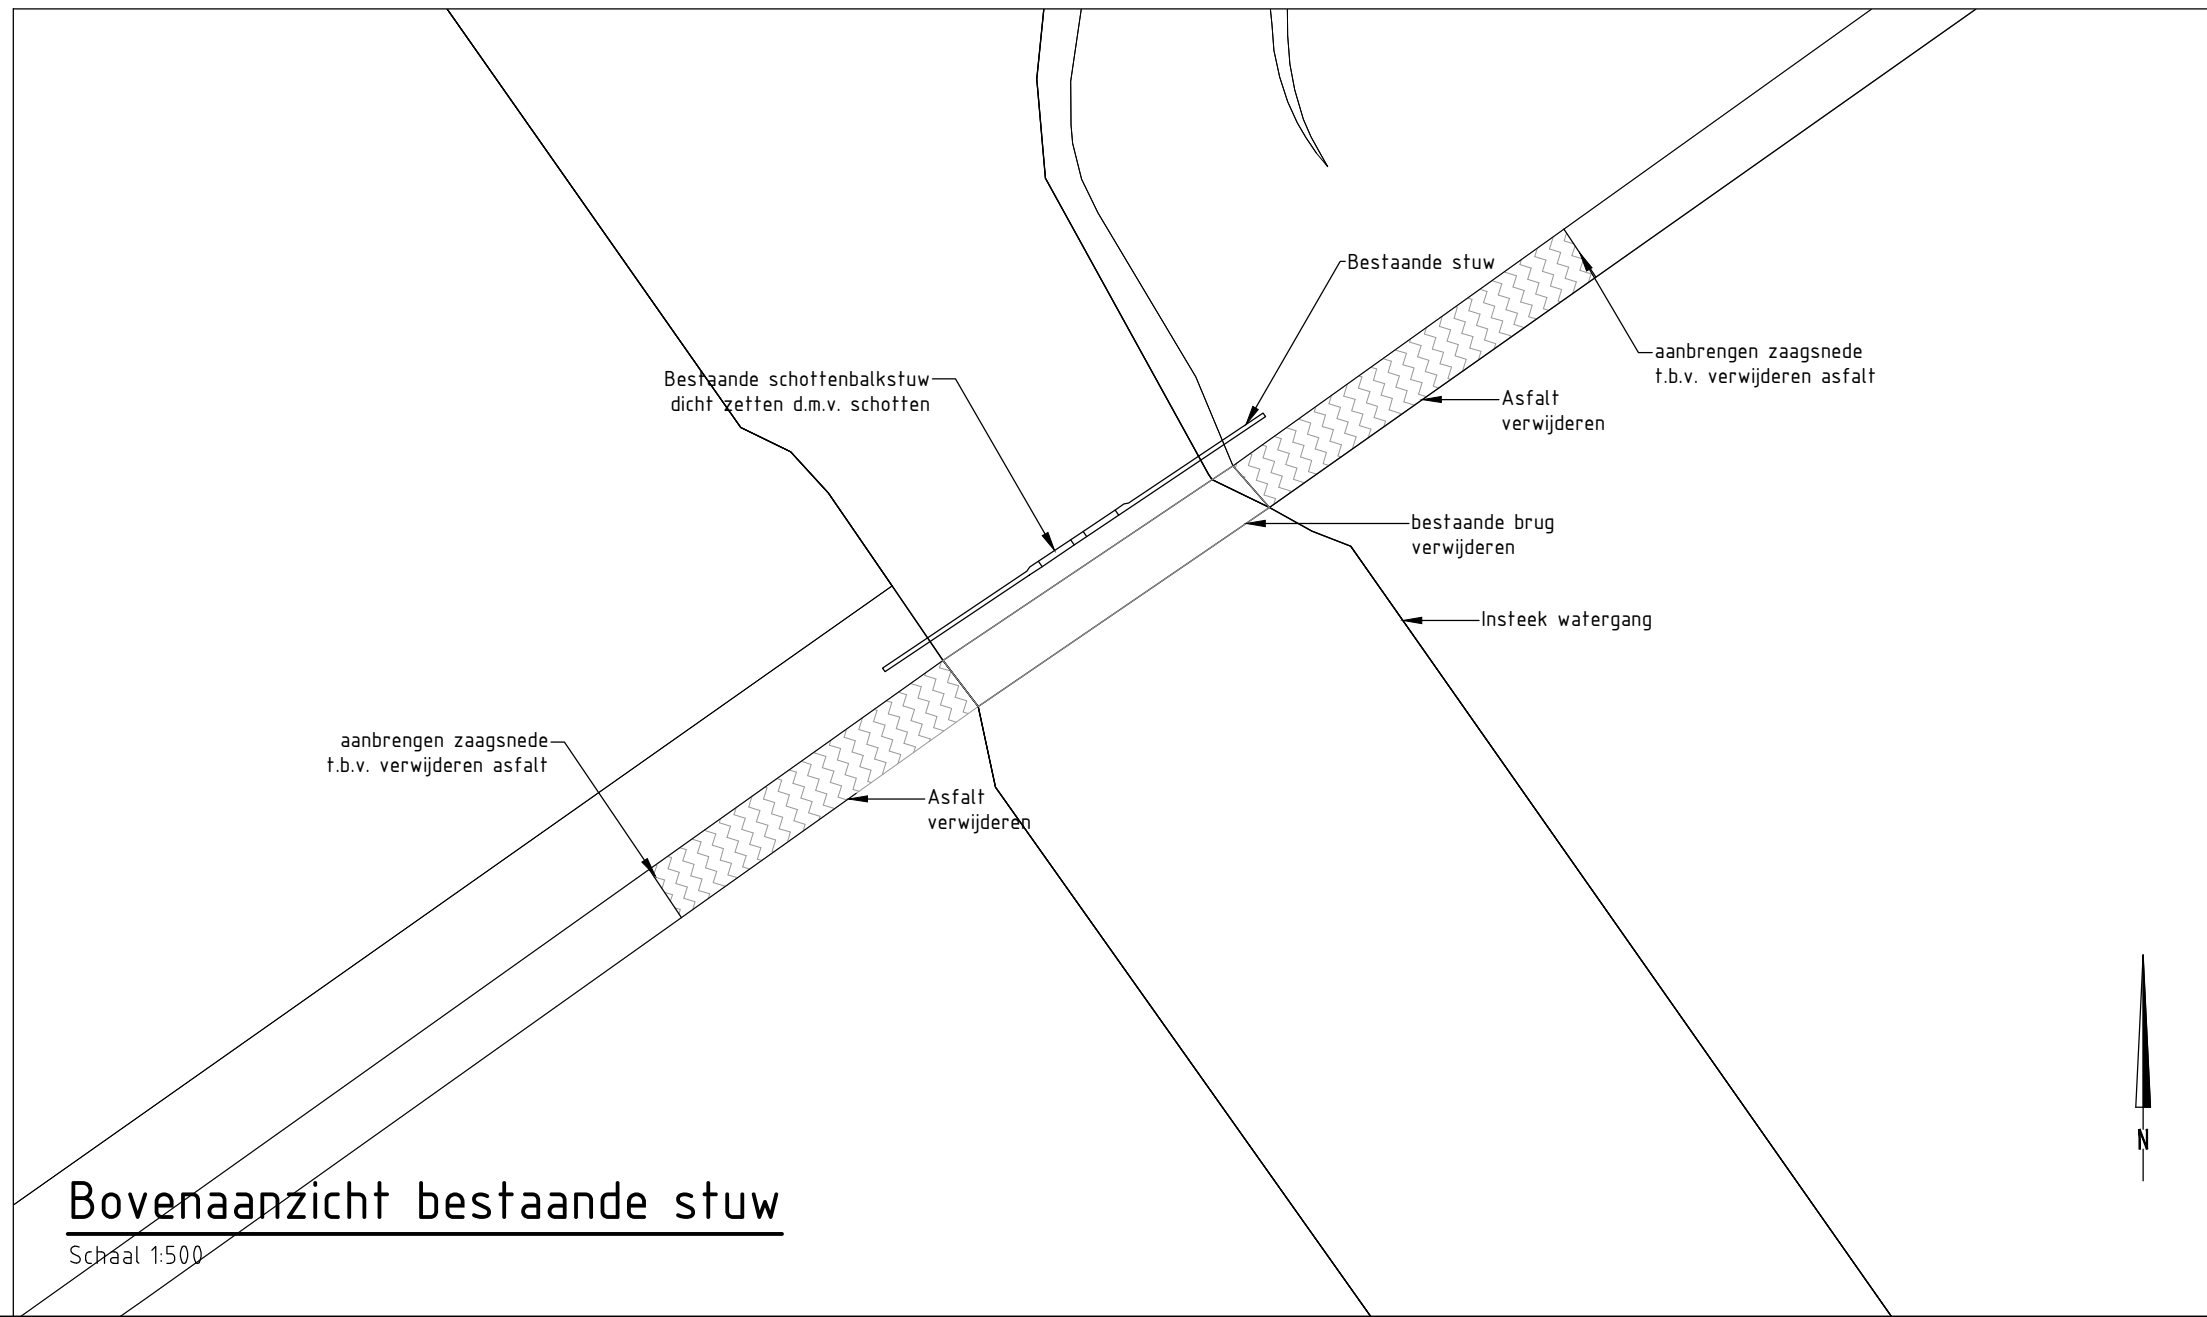 Bestaande stuw
aanbrengen zaagsnede
t.b.v. verwijderen asfalt
Bestaande schottenbalkstuw
dicht zetten d.m.v. schotten
Asfalt
verwijderen
bestaande brug
verwijderen
Insteek watergang
aanbrengen zaagsnede
t.b.v. verwijderen asfalt
Asfalt
verwijderen
N
Bovenaanzicht bestaande stuw
Schaal 1:500